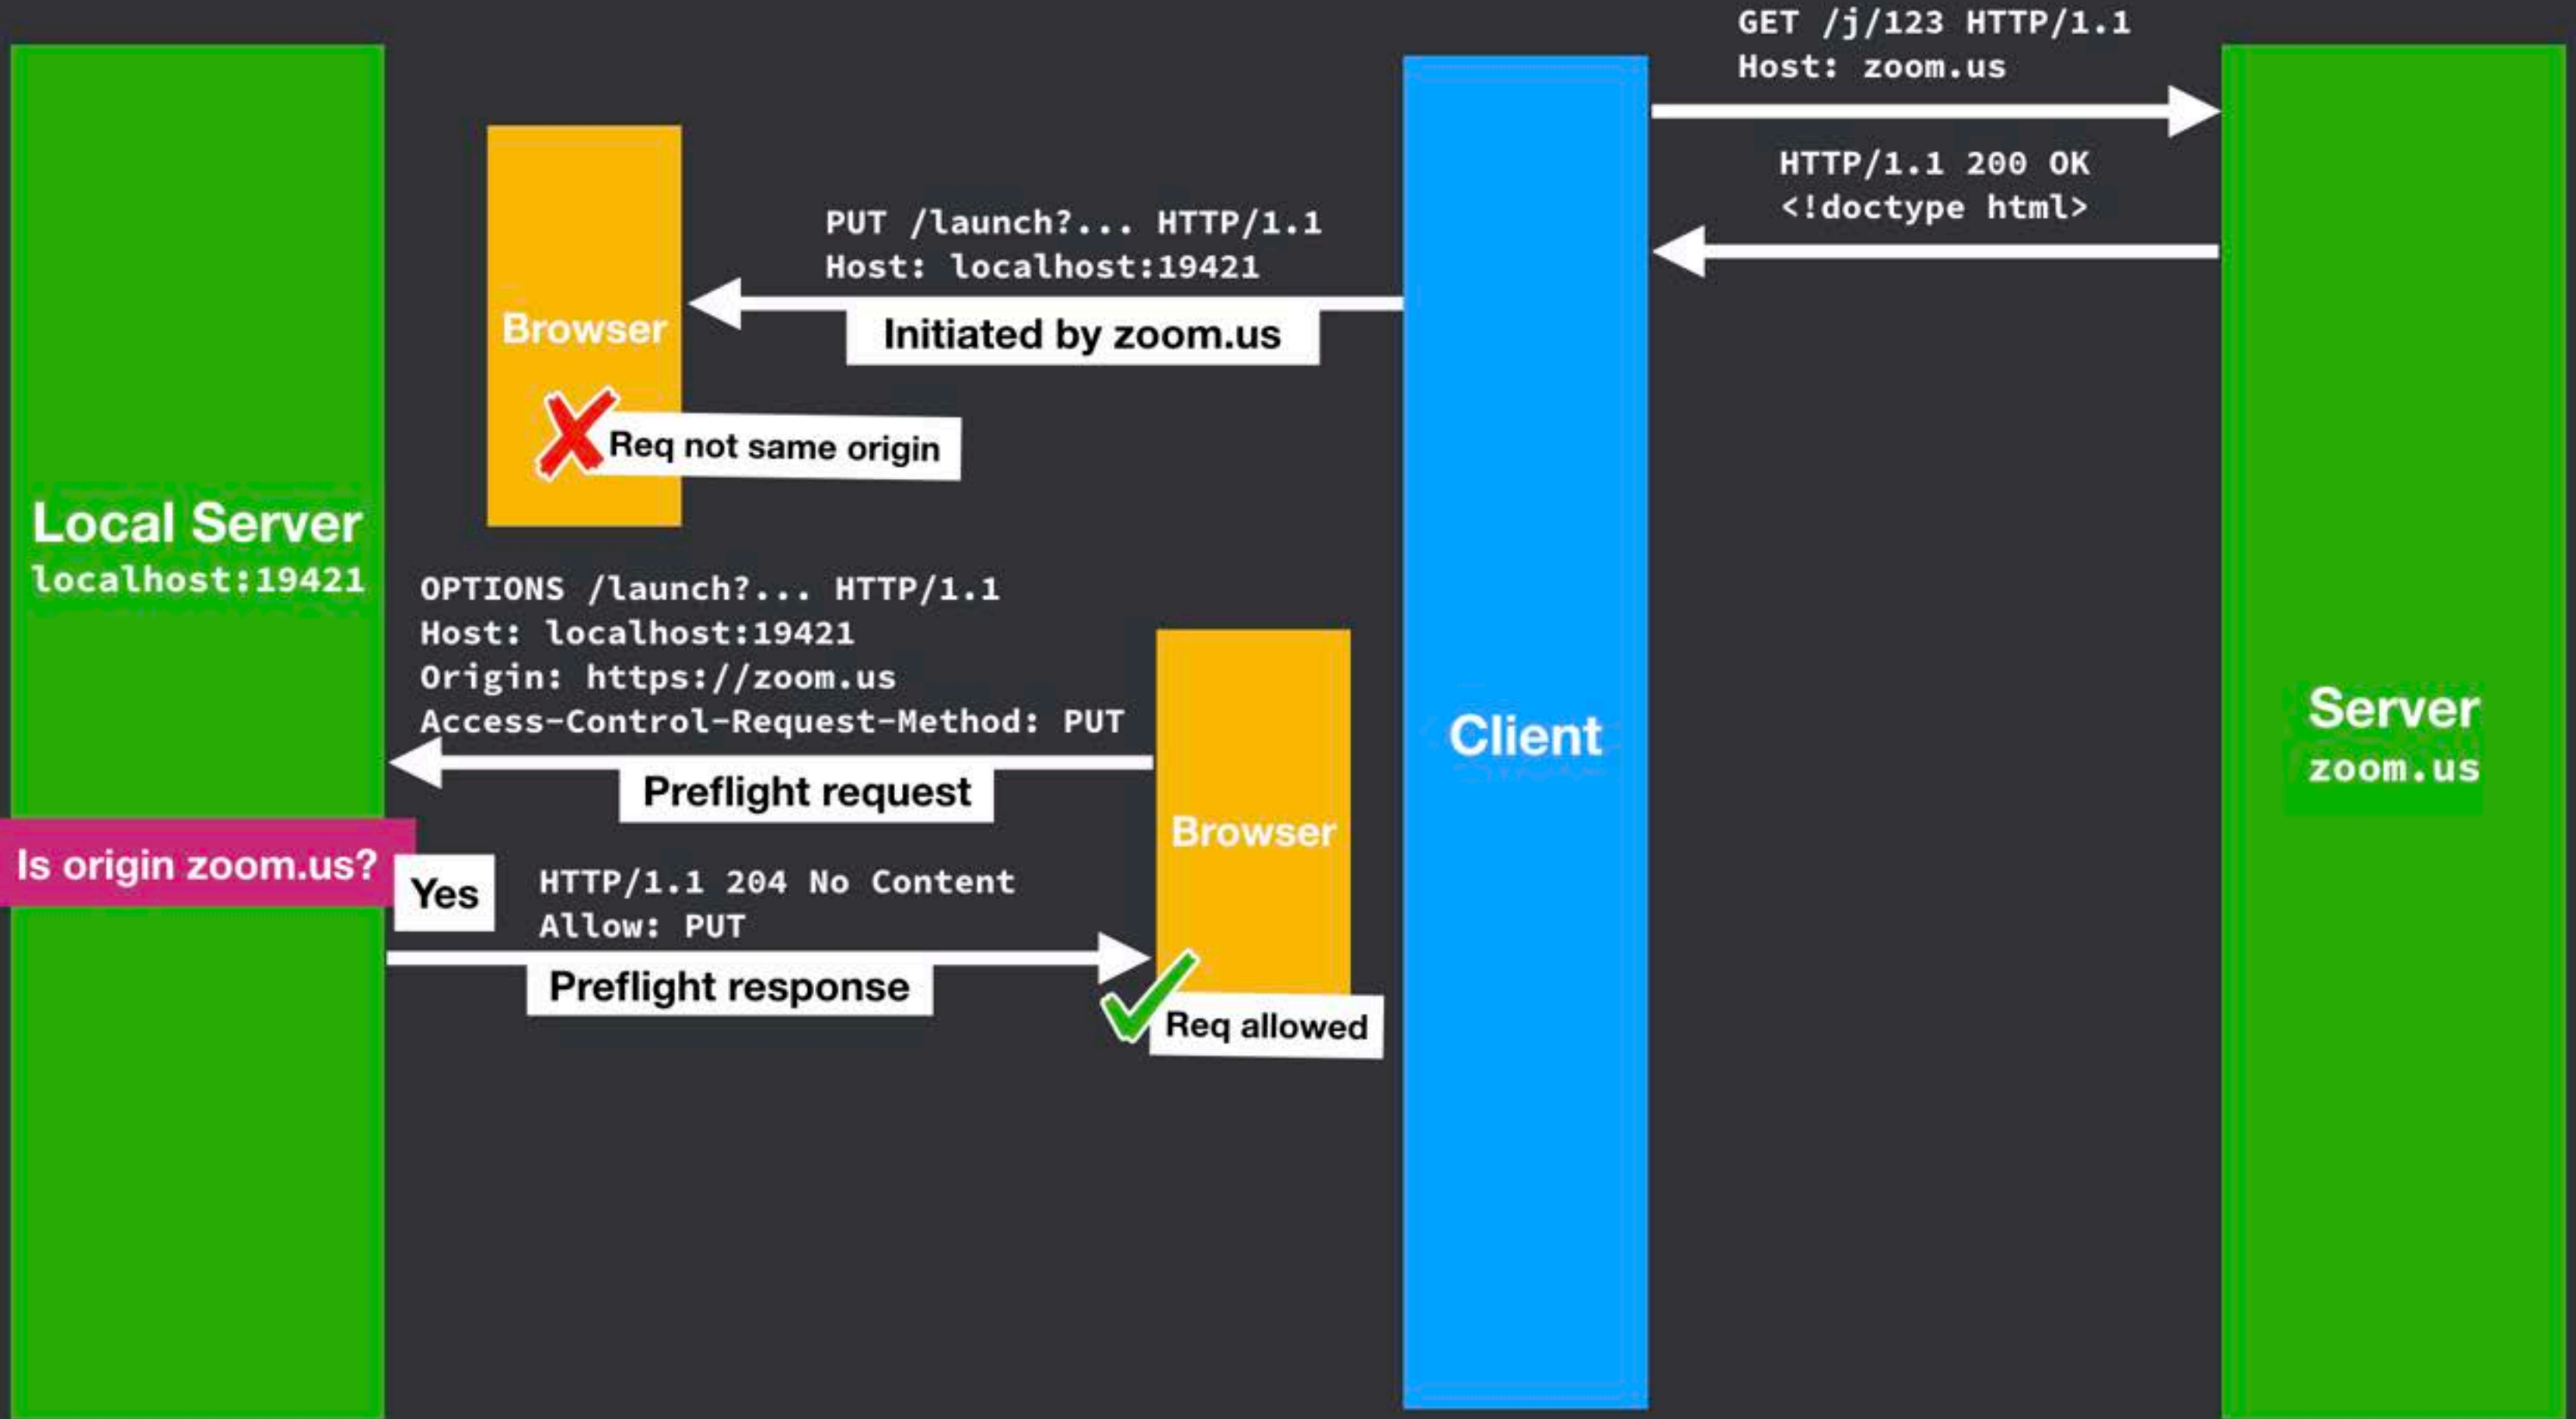 GET /j/123 HTTP/1.1
Host: zoom.us
HTTP/1.1 200 OK
<!doctype html>
PUT /launch?... HTTP/1.1
Host: localhost:19421
Initiated by zoom.us
Browser
Req not same origin
Local Server
localhost:19421
OPTIONS /launch?... HTTP/1.1
Host: localhost:19421
Origin: https://zoom.us
Access-Control-Request-Method: PUT
Preflight request
Browser
Client
Server
zoom.us
Is origin zoom.us?
Yes
HTTP/1.1 204 No Content
Allow: PUT
Preflight response
Req allowed